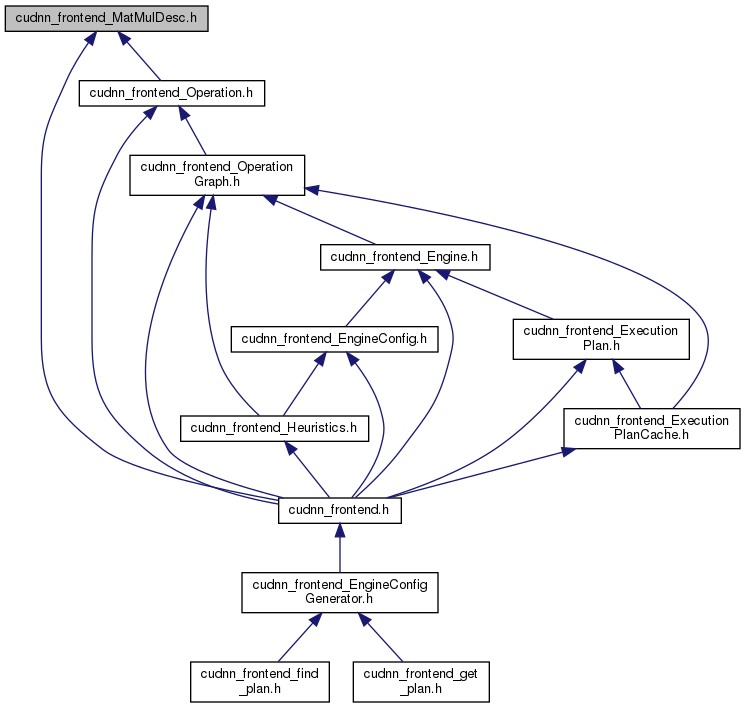 cudnn_frontend_MatMulDesc.h
cudnn_frontend_Operation.h
cudnn_frontend_Operation
Graph.h
cudnn_frontend_Engine.h
cudnn_frontend_EngineConfig.h
cudnn_frontend_Execution
Plan.h
cudnn_frontend_Heuristics.h
cudnn_frontend_Execution
PlanCache.h
cudnn_frontend.h
cudnn_frontend_EngineConfig
Generator.h
cudnn_frontend_find
_plan.h
cudnn_frontend_get
_plan.h